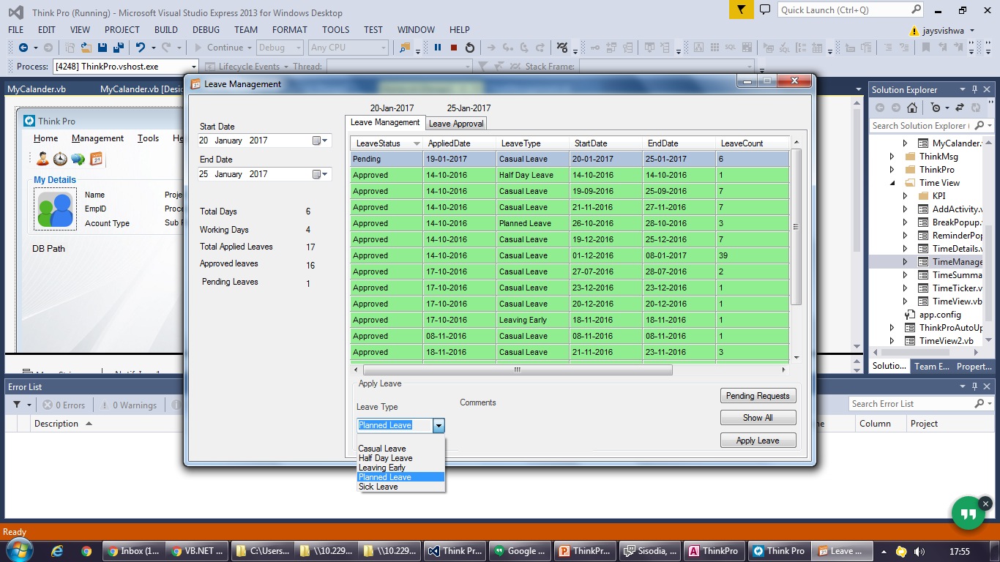 Think Pro (Running) - Microsoft Visual Studio Express 2013 for Windows Desktop
Quick Launch (Ctrl+Q)
FILE EDIT VIEW PROJECT BUILD DEBUG TEAM FORMAT TOOLS TEST WINDOW HELP
jaysvishwa
Continue Debug Any CPU
Process: [4248] ThinkPro.vshost.exe Lifecycle Events Thread: Stack Frame:
MyCalander.vb MyCalander.vb [Desi
Think Pro
Home Management Tools He
My Details
Name Proje
EmpID Proce
Acount Type Sub P
DB Path
Leave Management
Start Date
20 January 2017
End Date
25 January 2017
Total Days 6
Working Days 4
Total Applied Leaves 17
Approved leaves 16
Pending Leaves 1
20-Jan-2017 25-Jan-2017
Leave Management Leave Approval
LeaveStatus AppliedDate LeaveType StartDate EndDate LeaveCount
Pending 19-01-2017 Casual Leave 20-01-2017 25-01-2017 6
Approved 14-10-2016 Half Day Leave 14-10-2016 14-10-2016 1
Approved 14-10-2016 Casual Leave 19-09-2016 25-09-2016 7
Approved 14-10-2016 Casual Leave 21-11-2016 27-11-2016 7
Approved 14-10-2016 Planned Leave 26-10-2016 28-10-2016 3
Approved 14-10-2016 Casual Leave 19-12-2016 25-12-2016 7
Approved 14-10-2016 Casual Leave 01-12-2016 08-01-2017 39
Approved 17-10-2016 Casual Leave 27-07-2016 28-07-2016 2
Approved 17-10-2016 Casual Leave 23-12-2016 23-12-2016 1
Approved 17-10-2016 Casual Leave 20-12-2016 20-12-2016 1
Approved 17-10-2016 Leaving Early 18-11-2016 18-11-2016 1
Approved 08-11-2016 Casual Leave 08-11-2016 08-11-2016 1
Approved 18-11-2016 Casual Leave 21-11-2016 23-11-2016 3
Apply Leave
Leave Type
Comments
Planned Leave
Casual Leave
Half Day Leave
Leaving Early
Planned Leave
Sick Leave
Pending Requests
Show All
Apply Leave
Solution Explorer
Search Solution Explorer (
MyCalander.
ThinkMsg
ThinkPro
Time View
KPI
AddActivity.v
BreakPopup.
ReminderPop
TimeDetails.v
TimeManage
TimeSumma
TimeTicker.v
TimeView.vb
app.config
ThinkProAutoUp
TimeView2.vb
Solutio... Team E... Propert...
Error List
0 Errors 0 Warnings
Search Error List
Description Column Project
Ready
Inbox (1... VB.NET ... C:\Users... \\10.229... \\10.229... Think Pr... Google ... ThinkPr... Sisodia, ... ThinkPro Think Pro Leave ... 17:55